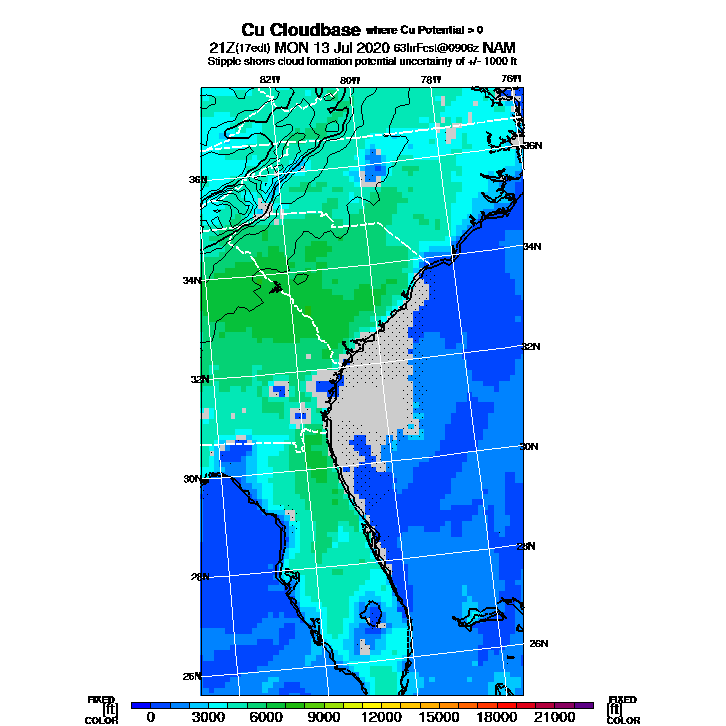 Cu Cloudbase where Cu Potential > 0
21Z(17edt) MON 13 Jul 2020 63hrFcst@0906z NAM
Stipple shows cloud formation potential uncertainty of +/- 1000 ft
82W 80W 78W 76W
36N
36N
34N
34N
32N
32N
30N
30N
28N
28N
26N
26N
FIXED FIXED
[ft] [ft]
COLOR COLOR
0 3000 6000 9000 12000 15000 18000 21000